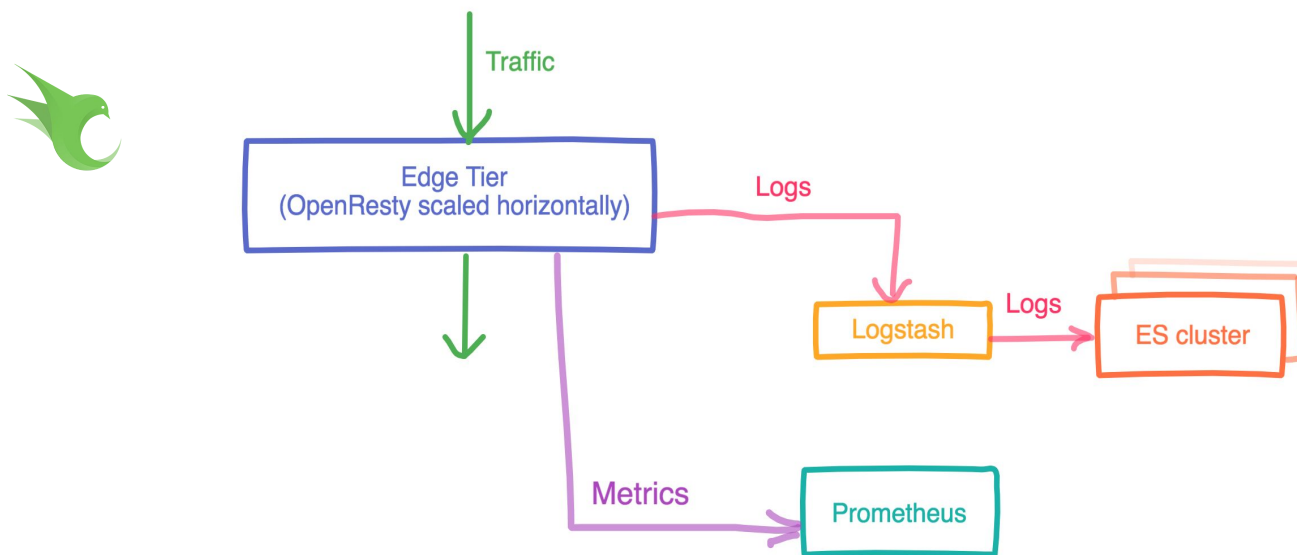 Traffic
Edge Tier
(OpenResty scaled horizontally)
Logs
Logstash
Logs
ES cluster
Metrics
Prometheus